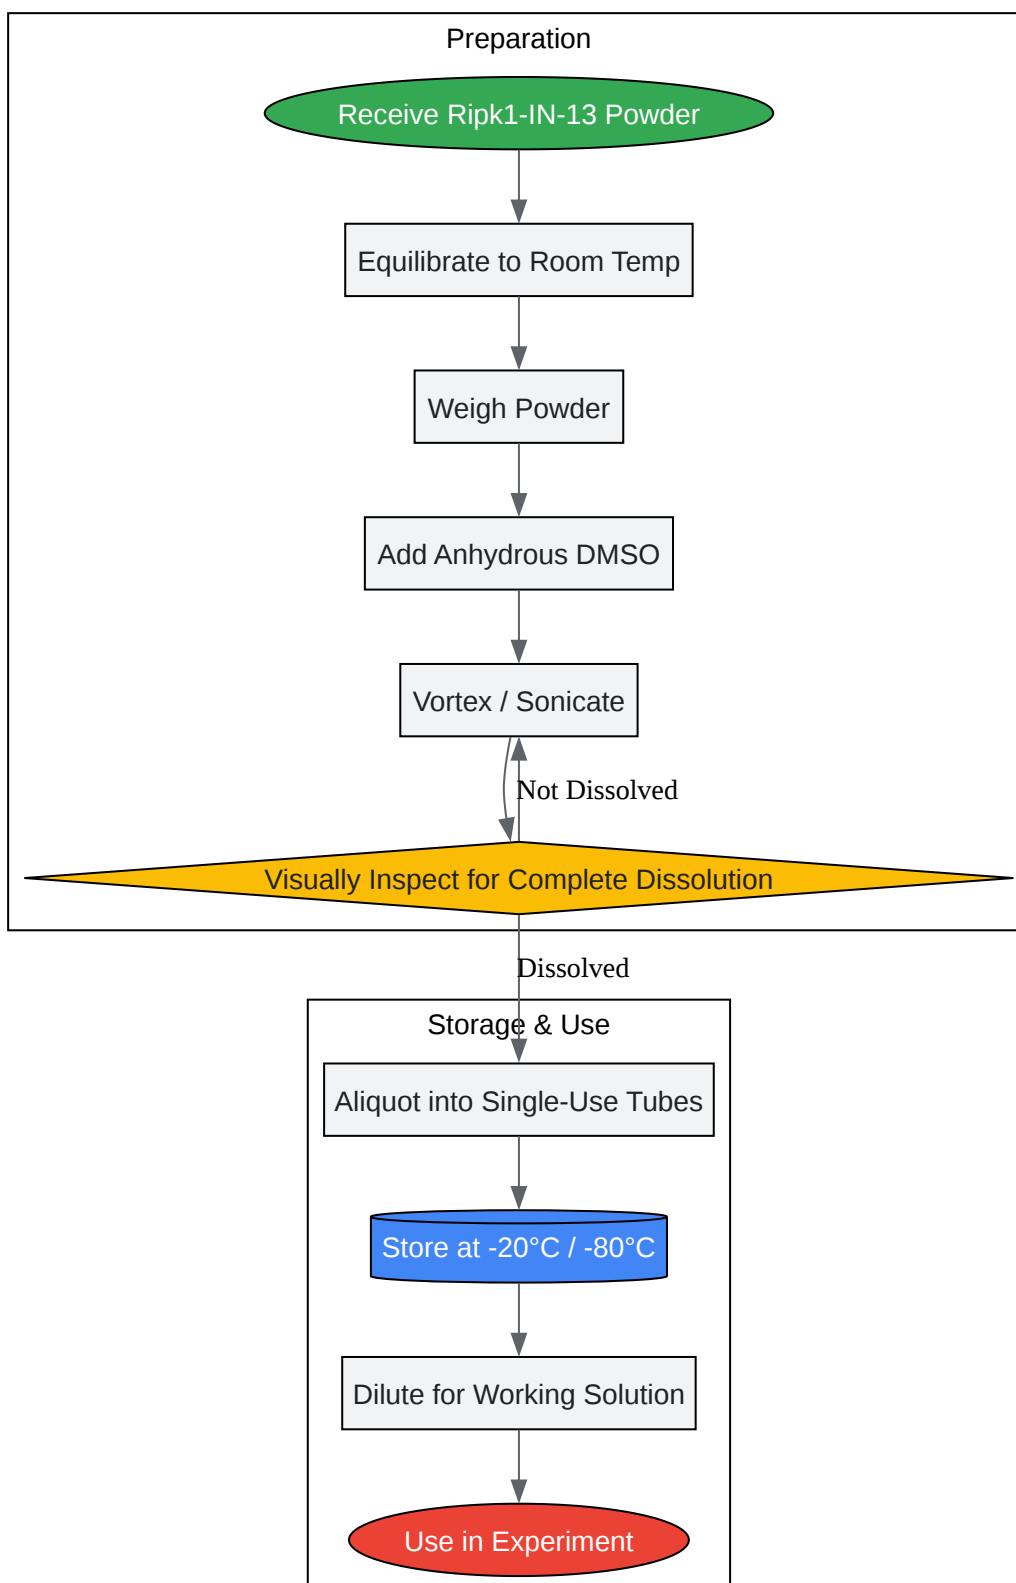 Preparation
Receive Ripk1-IN-13 Powder
Equilibrate to Room Temp
Weigh Powder
Add Anhydrous DMSO
Vortex / Sonicate
Not Dissolved
Visually Inspect for Complete Dissolution
Dissolved
Storage & Use
Aliquot into Single-Use Tubes
Store at -20°C / -80°C
Dilute for Working Solution
Use in Experiment